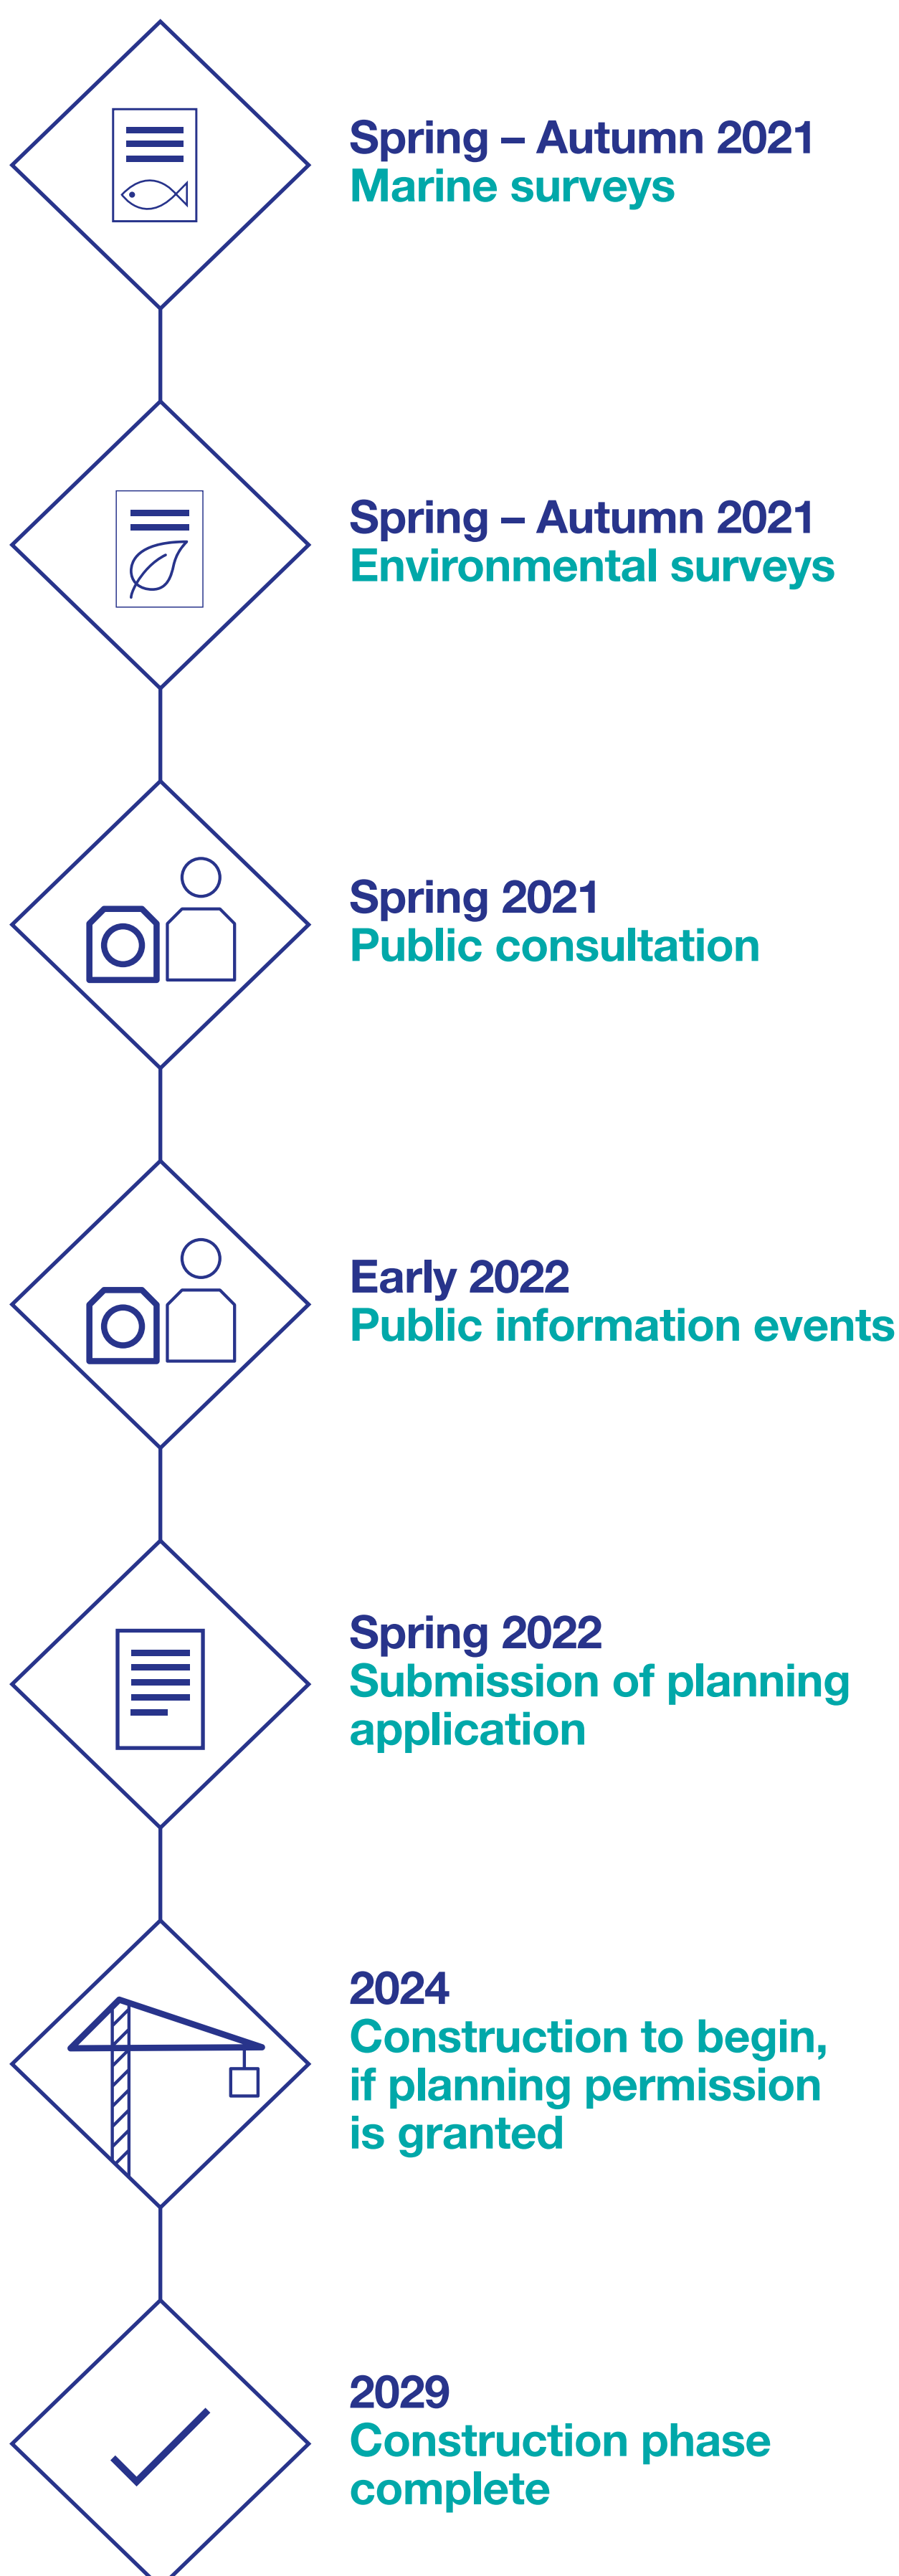 Spring – Autumn 2021
Marine surveys
Spring – Autumn 2021
Environmental surveys
Spring 2021
Public consultation
Early 2022
Public information events
Spring 2022
Submission of planning
application
2024
Construction to begin,
if planning permission
is granted
2029
Construction phase
complete